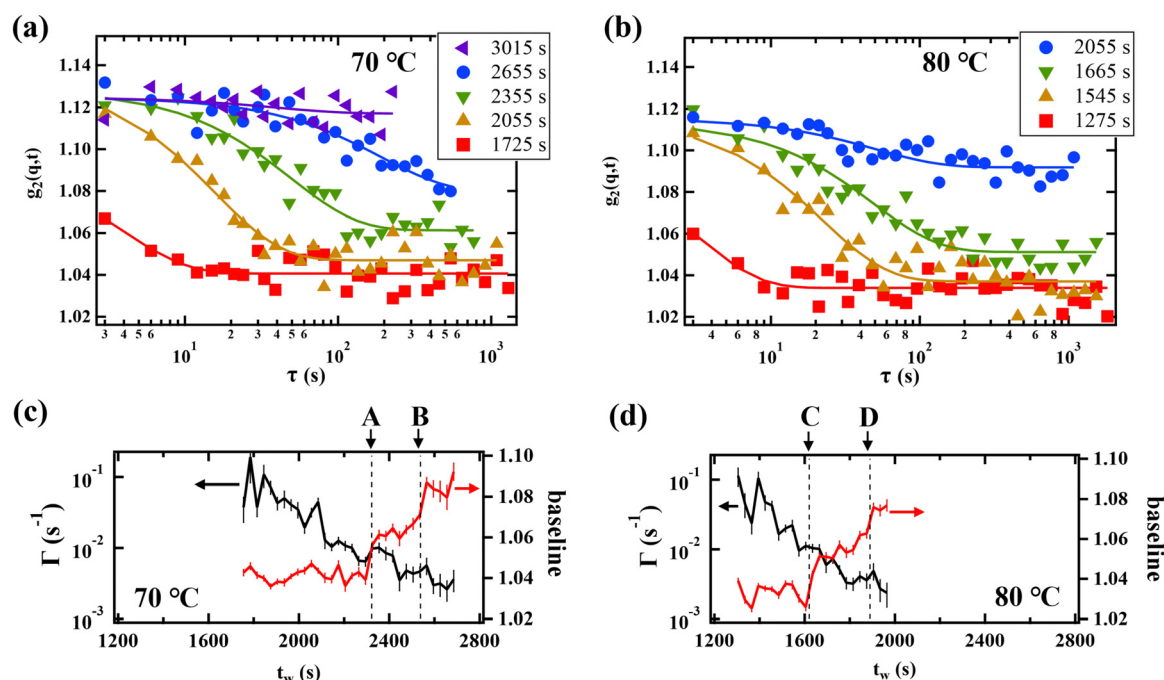 (a)
70 °C
3015 s
2655 s
2355 s
2055 s
1725 s
g₂(q,t)
1.14
1.12
1.10
1.08
1.06
1.04
1.02
3 4 5 6 2 3 4 5 6 2 3 4 5 6
10¹ 10² 10³
τ (s)
(b)
80 °C
2055 s
1665 s
1545 s
1275 s
g₂(q,t)
1.14
1.12
1.10
1.08
1.06
1.04
1.02
4 6 8 2 4 6 8 2 4 6 8
10¹ 10² 10³
τ (s)
(c)
A B
Γ (s⁻¹)
10⁻¹
10⁻²
10⁻³
1.10
1.08
1.06
1.04
1.02
baseline
70 °C
1200 1600 2000 2400 2800
t_w (s)
(d)
C D
Γ (s⁻¹)
10⁻¹
10⁻²
10⁻³
1.10
1.08
1.06
1.04
1.02
baseline
80 °C
1200 1600 2000 2400 2800
t_w (s)